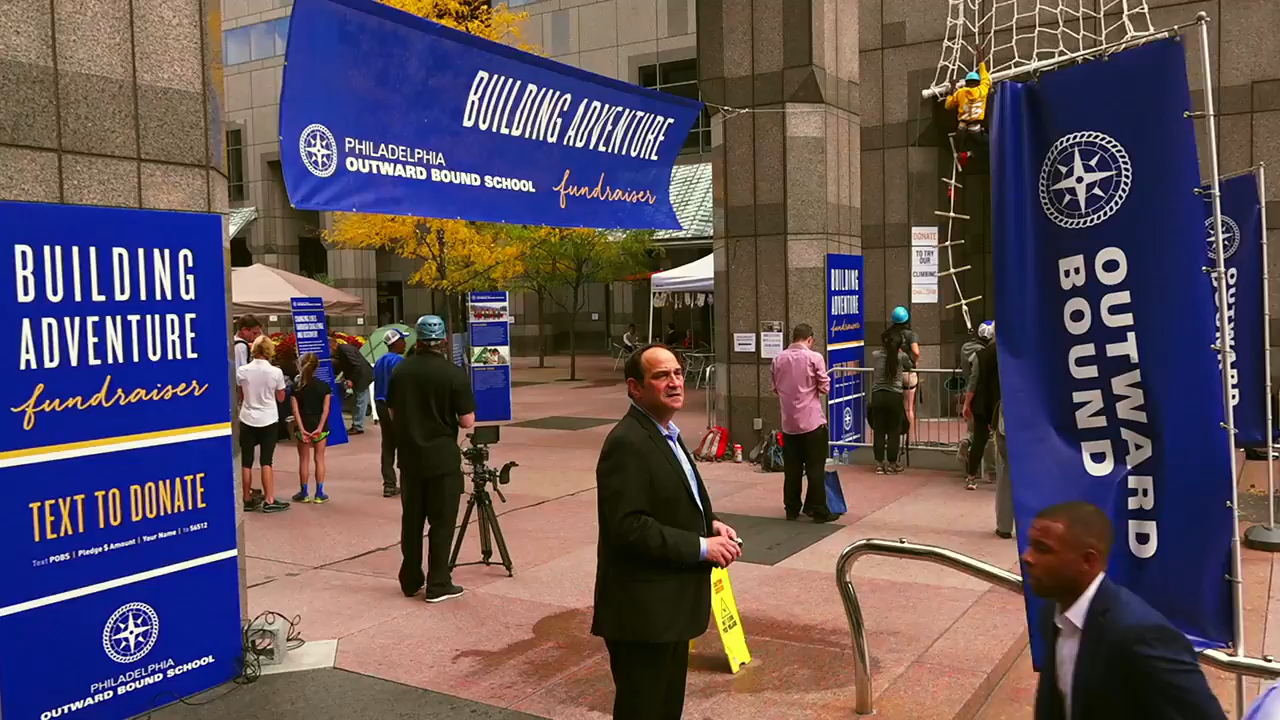 BUILDING ADVENTURE
PHILADELPHIA
OUTWARD BOUND SCHOOL
fundraiser
BUILDING
ADVENTURE
fundraiser
TEXT TO DONATE
Text POBS | Pledge $ Amount | Your Name | to 56512
PHILADELPHIA
OUTWARD BOUND SCHOOL
BUILDING
ADVENTURE
fundraiser
DONATE
TO TRY
OUR
CLIMBING
CHALLENGE
OUTWARD
BOUND